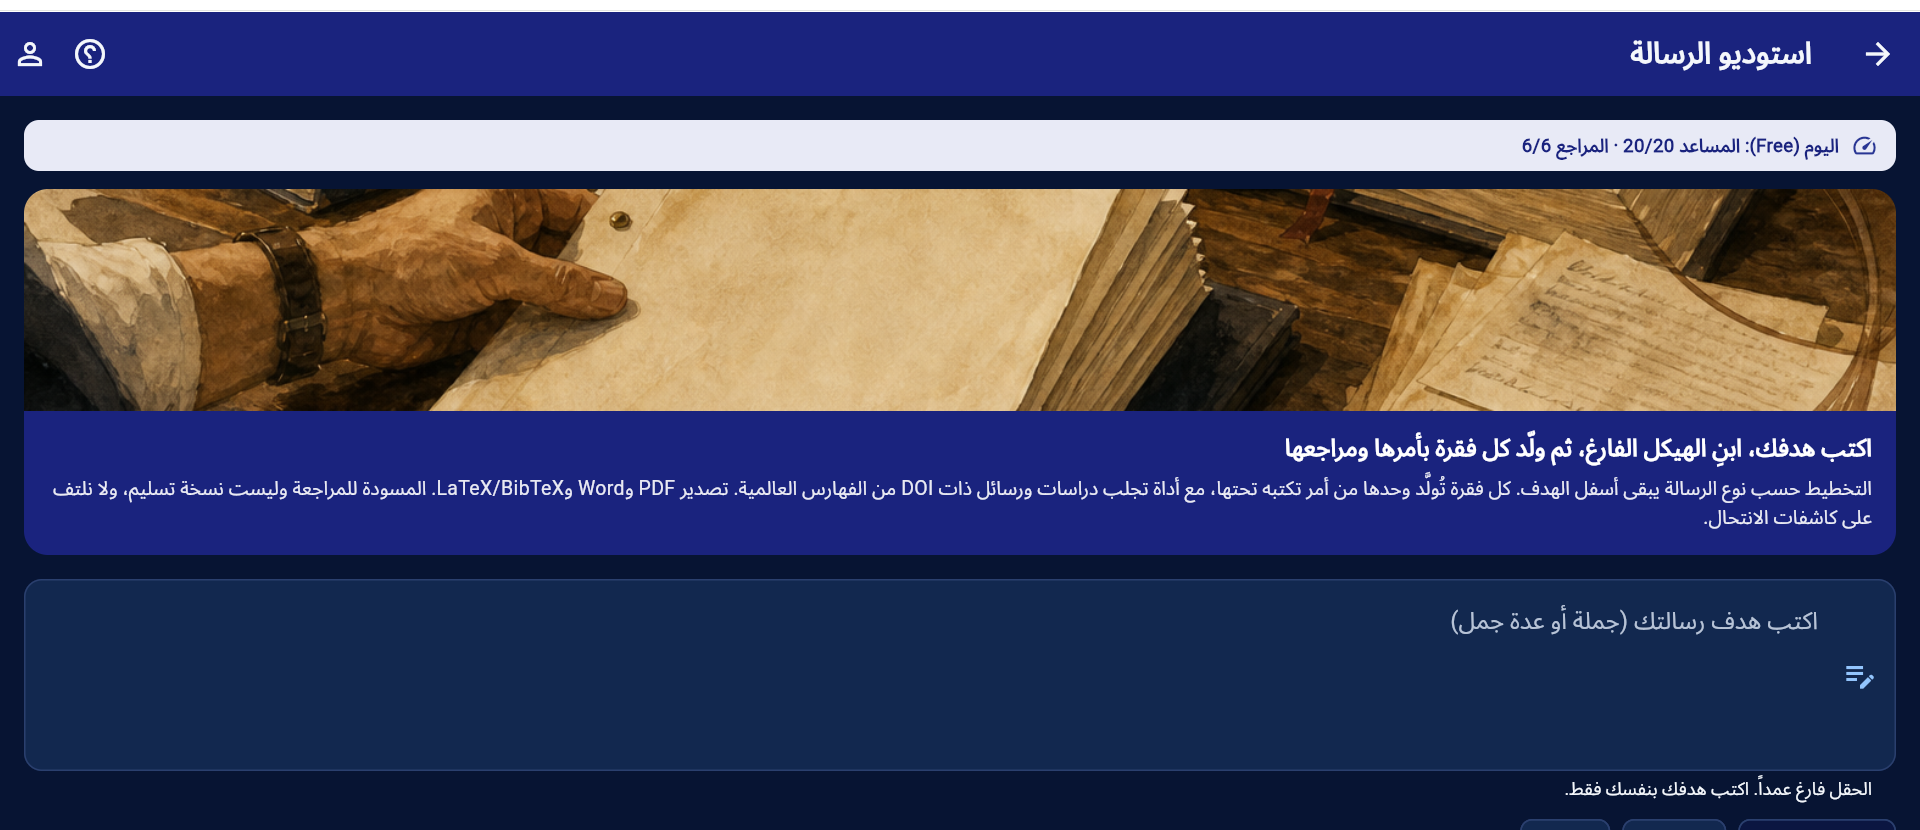 استوديو الرسالة
اليوم (Free): المساعد 20/20 · المراجع 6/6
اكتب هدفك، ابنِ الهيكل الفارغ، ثم ولّد كل فقرة بأمرها ومراجعها
التخطيط حسب نوع الرسالة يبقى أسفل الهدف. كل فقرة تُولَّد وحدها من أمر تكتبه تحتها، مع أداة تجلب دراسات ورسائل ذات DOI من الفهارس العالمية. تصدير PDF وWord وLaTeX/BibTeX. المسودة للمراجعة وليست نسخة تسليم، ولا نلتف
على كاشفات الانتحال.
اكتب هدف رسالتك (جملة أو عدة جمل)
الحقل فارغ عمداً. اكتب هدفك بنفسك فقط.